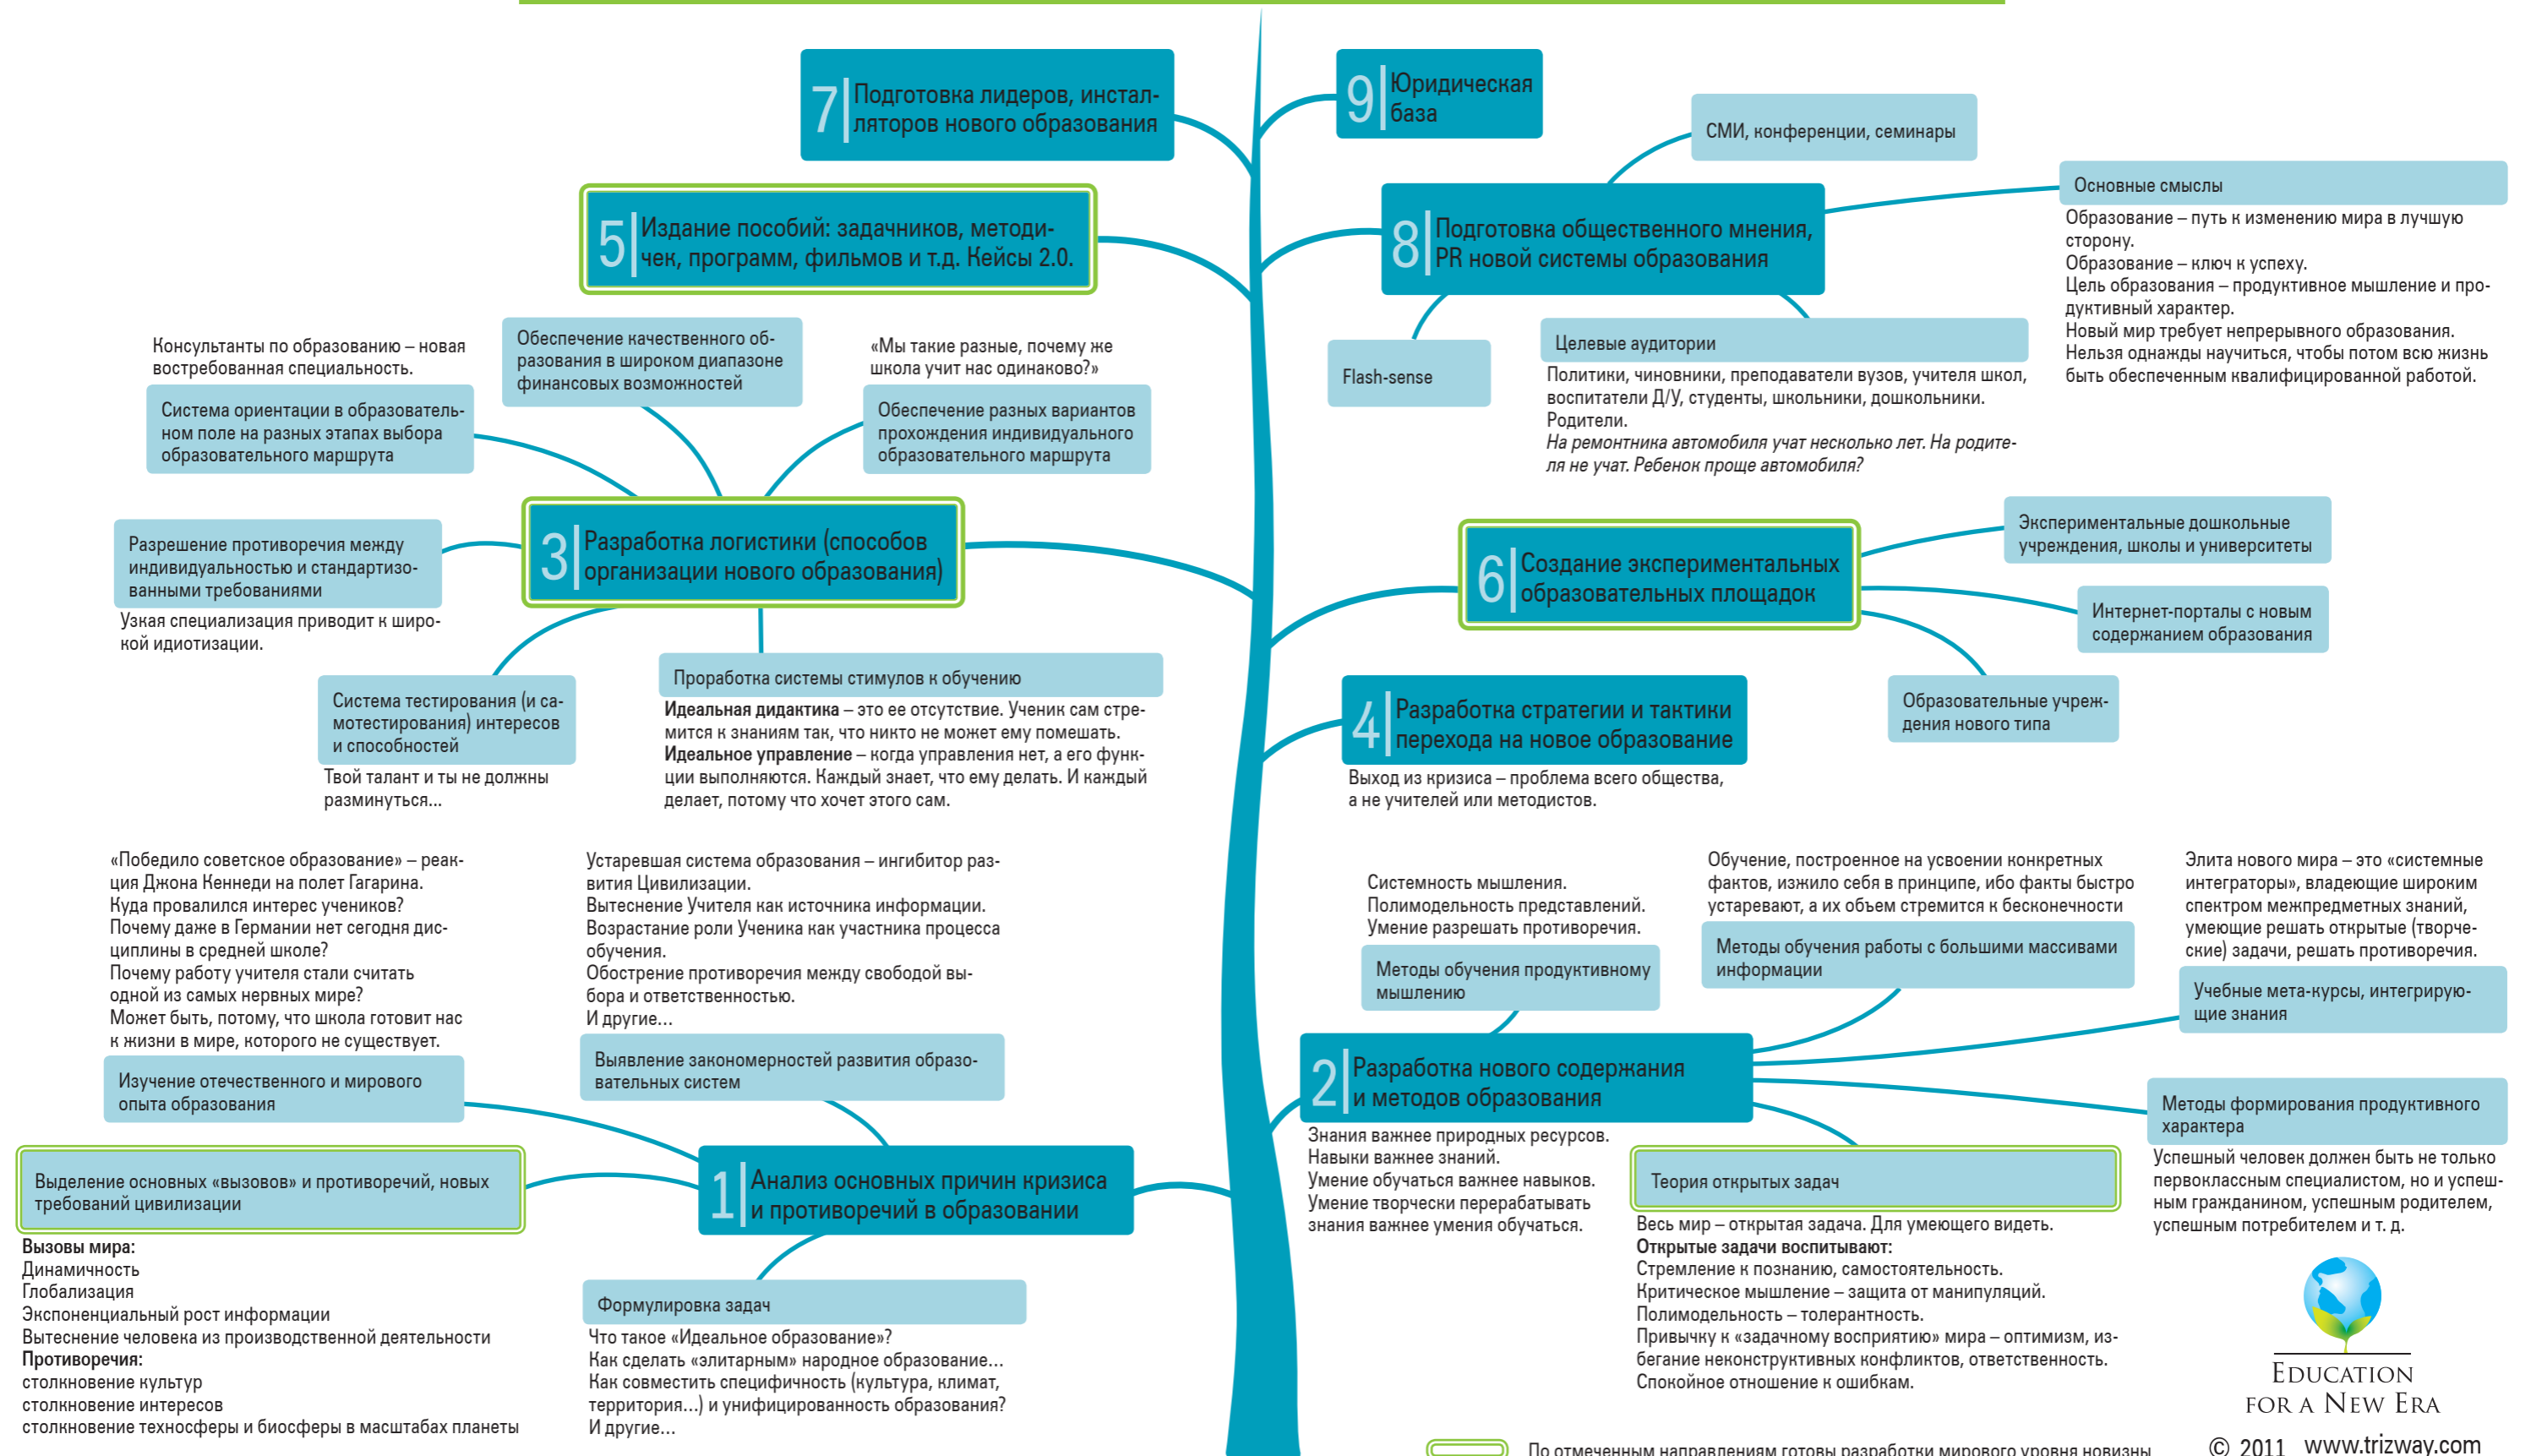 7 Подготовка лидеров, инстал-
ляторов нового образования
9 Юридическая
база
СМИ, конференции, семинары
5 Издание пособий: задачников, методи-
чек, программ, фильмов и т.д. Кейсы 2.0.
8 Подготовка общественного мнения,
PR новой системы образования
Основные смыслы
Образование – путь к изменению мира в лучшую
сторону.
Образование – ключ к успеху.
Цель образования – продуктивное мышление и про-
дуктивный характер.
Новый мир требует непрерывного образования.
Нельзя однажды научиться, чтобы потом всю жизнь
быть обеспеченным квалифицированной работой.
Flash-sense
Целевые аудитории
Политики, чиновники, преподаватели вузов, учителя школ,
воспитатели Д/У, студенты, школьники, дошкольники.
Родители.
На ремонтника автомобиля учат несколько лет. На родите-
ля не учат. Ребенок проще автомобиля?
Консультанты по образованию – новая
востребованная специальность.
Система ориентации в образователь-
ном поле на разных этапах выбора
образовательного маршрута
Обеспечение качественного об-
разования в широком диапазоне
финансовых возможностей
«Мы такие разные, почему же
школа учит нас одинаково?»
Обеспечение разных вариантов
прохождения индивидуального
образовательного маршрута
3 Разработка логистики (способов
организации нового образования)
Разрешение противоречия между
индивидуальностью и стандартизо-
ванными требованиями
Узкая специализация приводит к широ-
кой идиотизации.
Система тестирования (и са-
мотестирования) интересов
и способностей
Твой талант и ты не должны
разминуться...
Проработка системы стимулов к обучению
Идеальная дидактика – это ее отсутствие. Ученик сам стре-
мится к знаниям так, что никто не может ему помешать.
Идеальное управление – когда управления нет, а его функ-
ции выполняются. Каждый знает, что ему делать. И каждый
делает, потому что хочет этого сам.
6 Создание экспериментальных
образовательных площадок
Экспериментальные дошкольные
учреждения, школы и университеты
Интернет-порталы с новым
содержанием образования
Образовательные учреж-
дения нового типа
4 Разработка стратегии и тактики
перехода на новое образование
Выход из кризиса – проблема всего общества,
а не учителей или методистов.
«Победило советское образование» – реак-
ция Джона Кеннеди на полет Гагарина.
Куда провалился интерес учеников?
Почему даже в Германии нет сегодня дис-
циплины в средней школе?
Почему работу учителя стали считать
одной из самых нервных мире?
Может быть, потому, что школа готовит нас
к жизни в мире, которого не существует.
Изучение отечественного и мирового
опыта образования
Устаревшая система образования – ингибитор раз-
вития Цивилизации.
Вытеснение Учителя как источника информации.
Возрастание роли Ученика как участника процесса
обучения.
Обострение противоречия между свободой вы-
бора и ответственностью.
И другие...
Выявление закономерностей развития образо-
вательных систем
Выделение основных «вызовов» и противоречий, новых
требований цивилизации
Вызовы мира:
Динамичность
Глобализация
Экспоненциальный рост информации
Вытеснение человека из производственной деятельности
Противоречия:
столкновение культур
столкновение интересов
столкновение техносферы и биосферы в масштабах планеты
1 Анализ основных причин кризиса
и противоречий в образовании
Формулировка задач
Что такое «Идеальное образование»?
Как сделать «элитарным» народное образование...
Как совместить специфичность (культура, климат,
территория...) и унифицированность образования?
И другие...
Системность мышления.
Полимодельность представлений.
Умение разрешать противоречия.
Методы обучения продуктивному
мышлению
Обучение, построенное на усвоении конкретных
фактов, изжило себя в принципе, ибо факты быстро
устаревают, а их объем стремится к бесконечности
Методы обучения работы с большими массивами
информации
Элита нового мира – это «системные
интеграторы», владеющие широким
спектром межпредметных знаний,
умеющие решать открытые (творче-
ские) задачи, решать противоречия.
Учебные мета-курсы, интегрирую-
щие знания
2 Разработка нового содержания
и методов образования
Знания важнее природных ресурсов.
Навыки важнее знаний.
Умение обучаться важнее навыков.
Умение творчески перерабатывать
знания важнее умения обучаться.
Теория открытых задач
Весь мир – открытая задача. Для умеющего видеть.
Открытые задачи воспитывают:
Стремление к познанию, самостоятельность.
Критическое мышление – защита от манипуляций.
Полимодельность – толерантность.
Привычку к «задачному восприятию» мира – оптимизм, из-
бегание неконструктивных конфликтов, ответственность.
Спокойное отношение к ошибкам.
Методы формирования продуктивного
характера
Успешный человек должен быть не только
первоклассным специалистом, но и успеш-
ным гражданином, успешным родителем,
успешным потребителем и т. д.
EDUCATION
FOR A NEW ERA
По отмеченным направлениям готовы разработки мирового уровня новизны
© 2011 www.trizway.com